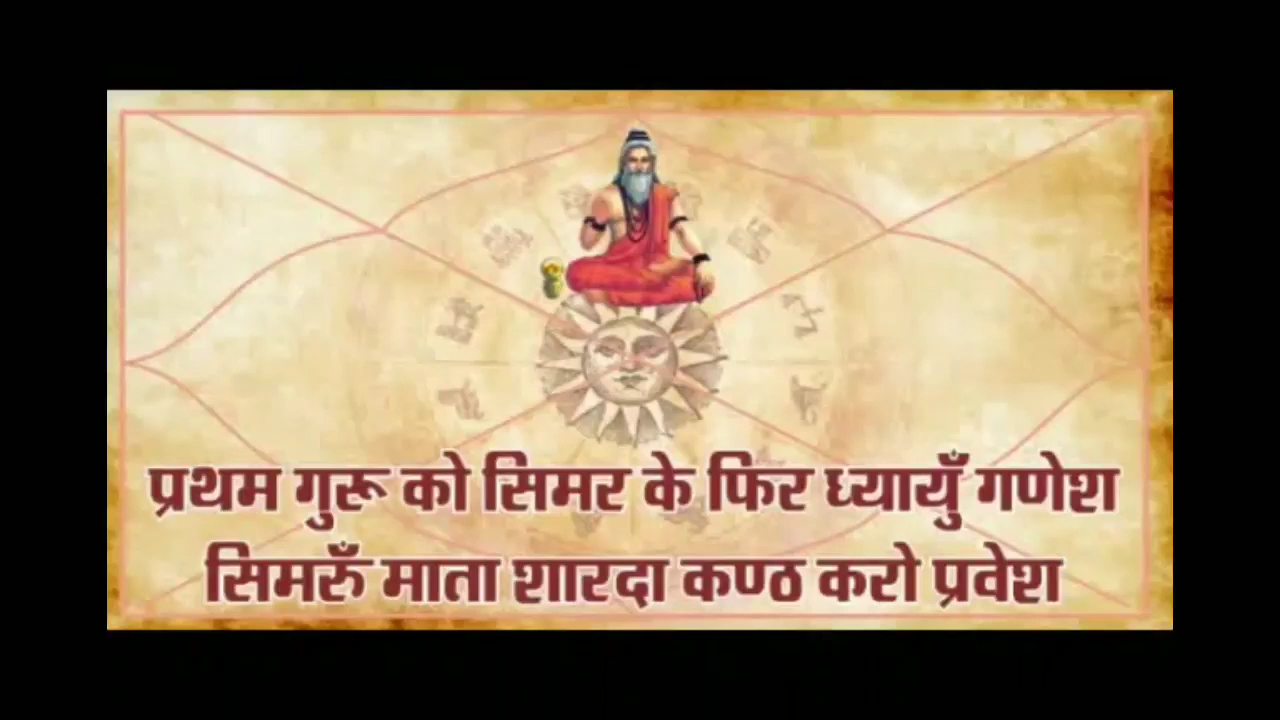 प्रथम गुरू को सिमर के फिर ध्यायुँ गणेश
सिमरुँ माता शारदा कण्ठ करो प्रवेश